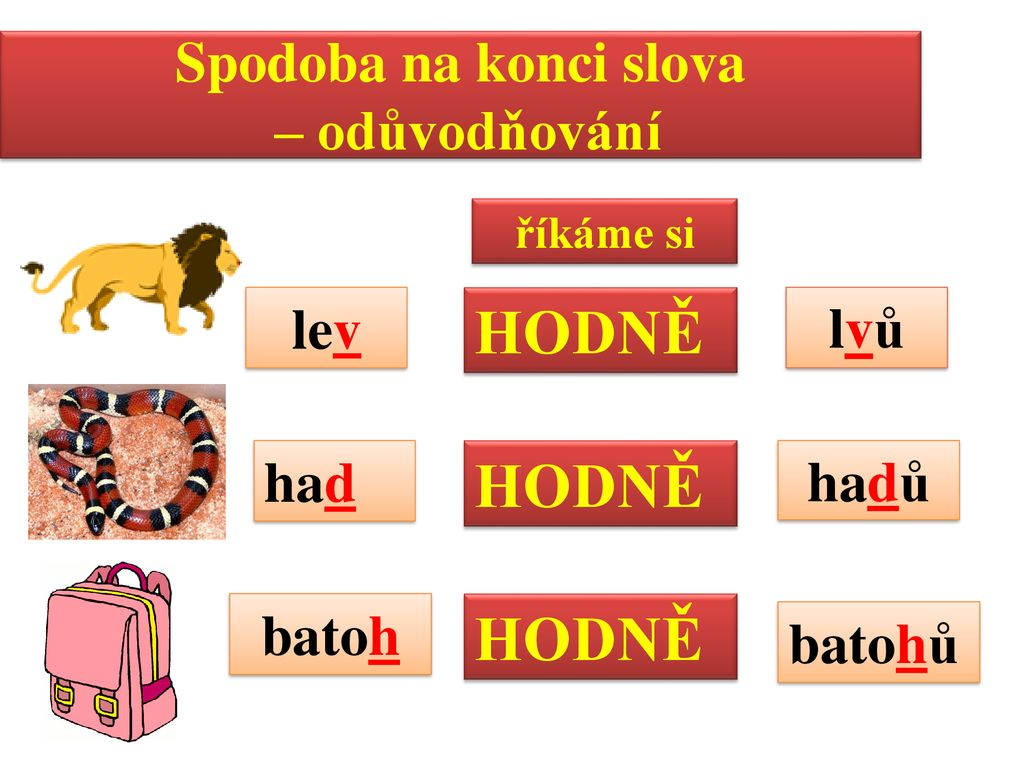 Spodoba na konci slova
– odůvodňování
říkáme si
lev HODNĚ lvů
had HODNĚ hadů
batoh HODNĚ batohů